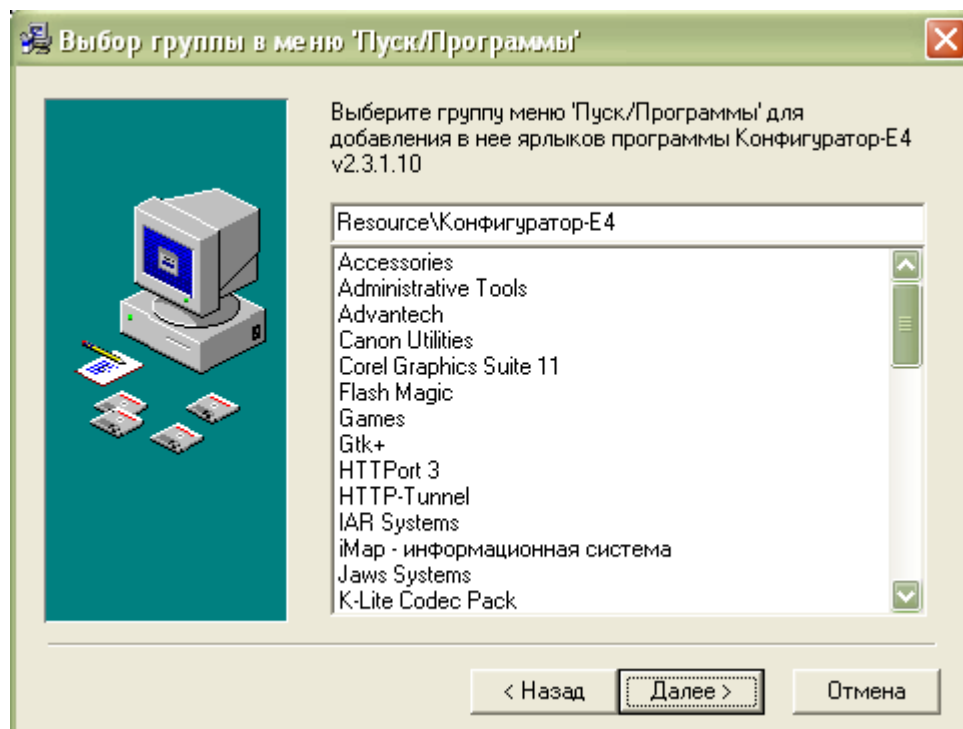 Выбор группы в меню 'Пуск/Программы'
Выберите группу меню 'Пуск/Программы' для
добавления в нее ярлыков программы Конфигуратор-Е4
v2.3.1.10
Resource\Конфигуратор-Е4
Accessories
Administrative Tools
Advantech
Canon Utilities
Corel Graphics Suite 11
Flash Magic
Games
Gtk+
HTTPort 3
HTTP-Tunnel
IAR Systems
iMap - информационная система
Jaws Systems
K-Lite Codec Pack
< Назад
Далее >
Отмена